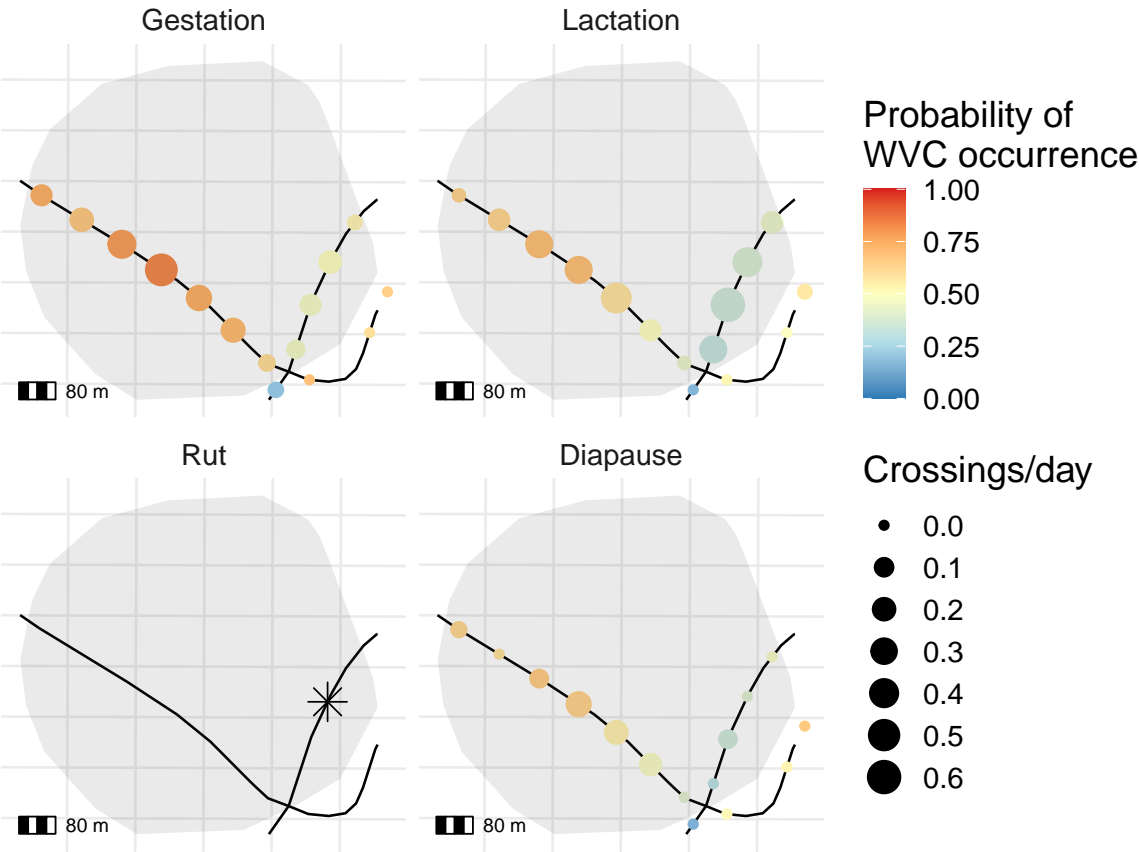 Gestation
Lactation
80 m
80 m
Rut
Diapause
80 m
80 m
Probability of
WVC occurrence
1.00
0.75
0.50
0.25
0.00
Crossings/day
0.0
0.1
0.2
0.3
0.4
0.5
0.6